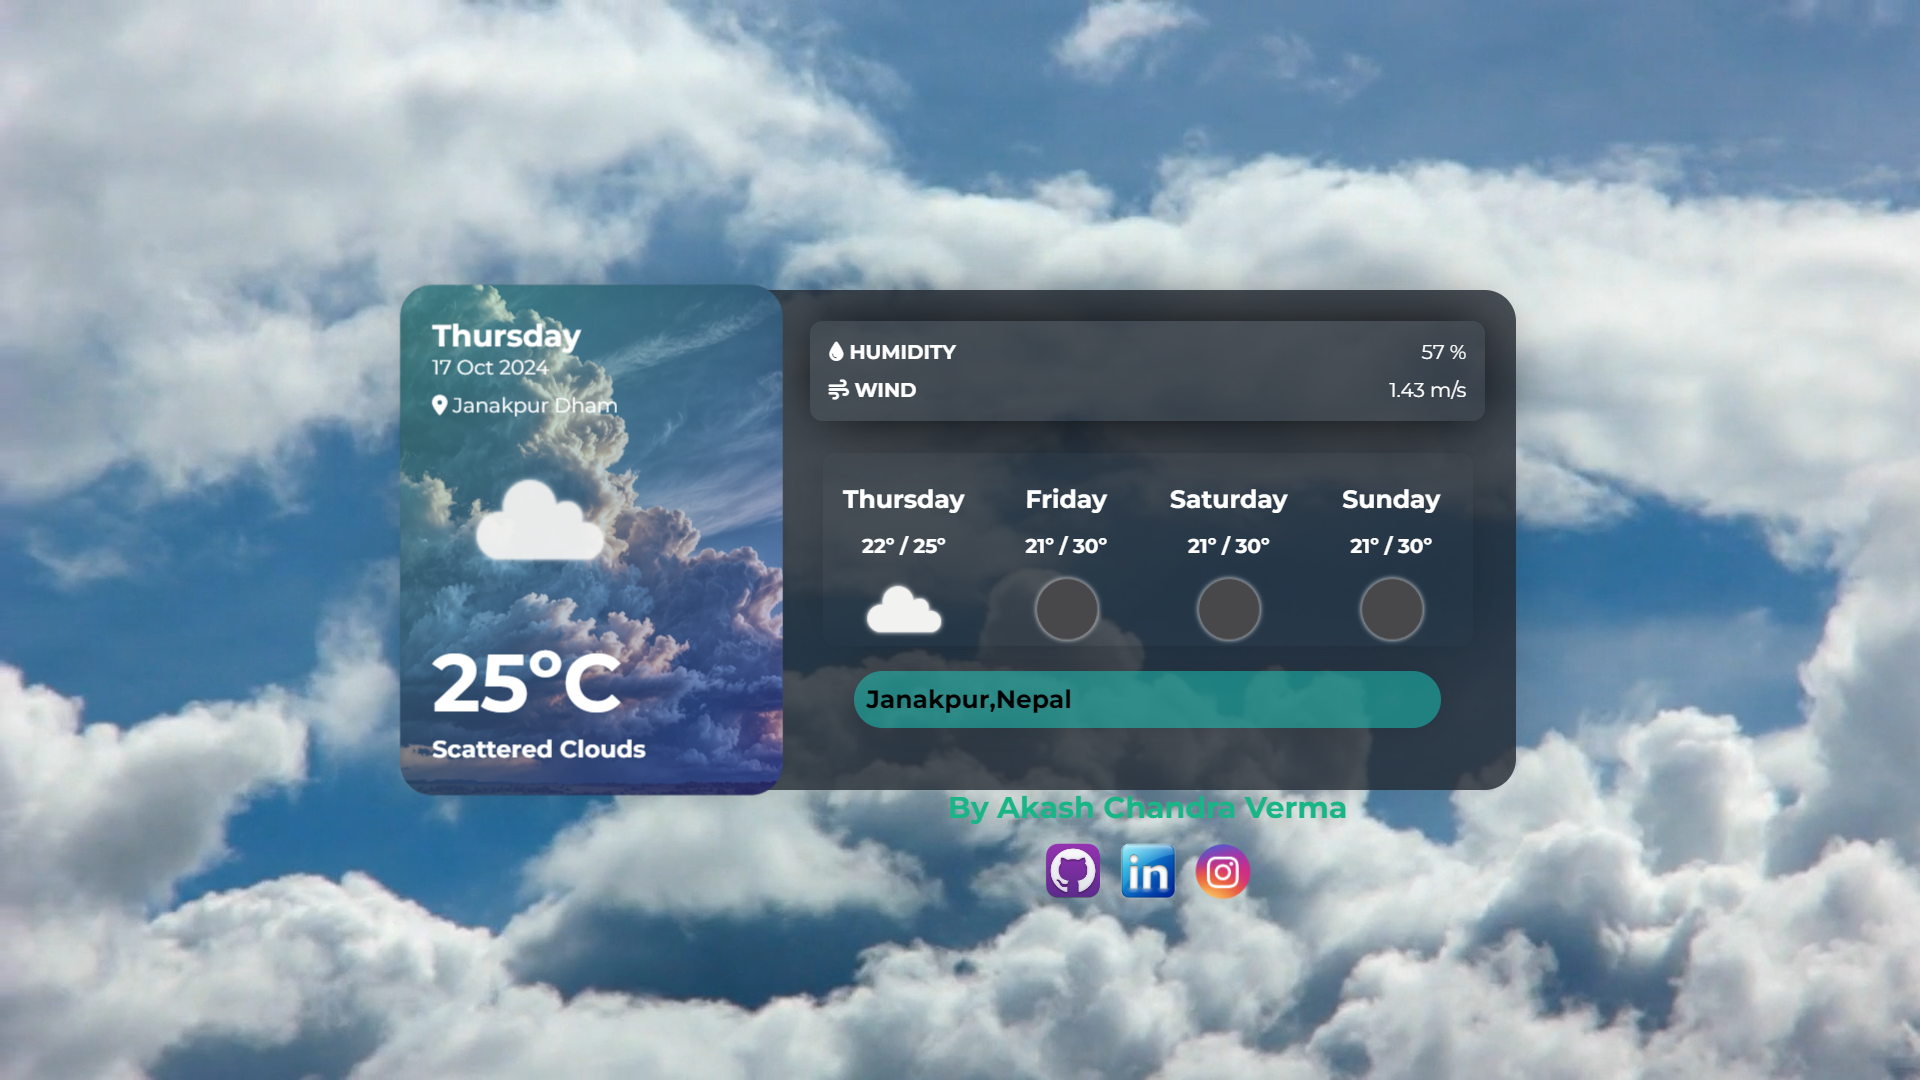 Thursday
17 Oct 2024
Janakpur Dham
25°C
Scattered Clouds
HUMIDITY 57 %
WIND 1.43 m/s
Thursday Friday Saturday Sunday
22° / 25° 21° / 30° 21° / 30° 21° / 30°
Janakpur,Nepal
By Akash Chandra Verma
in